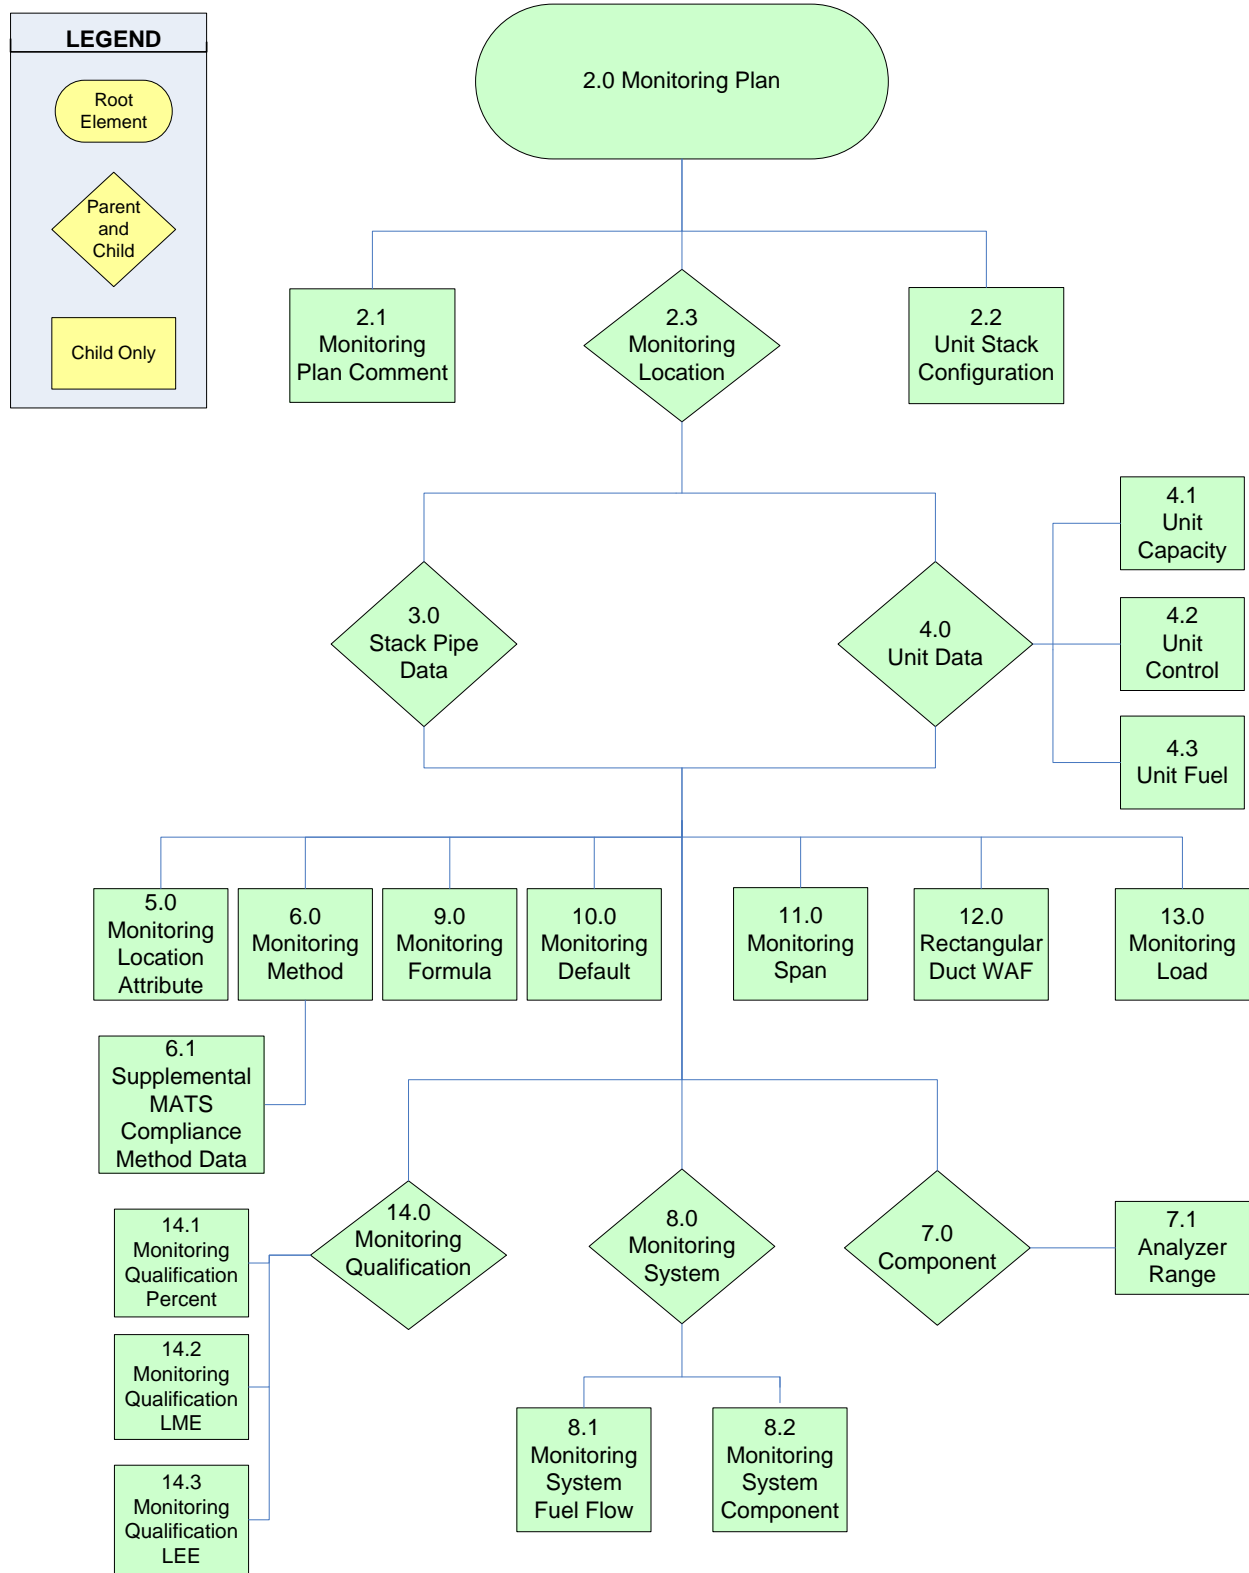 LEGEND
Root
Element
Parent
and
Child
Child Only
2.0 Monitoring Plan
2.1
Monitoring
Plan Comment
2.3
Monitoring
Location
2.2
Unit Stack
Configuration
3.0
Stack Pipe
Data
4.0
Unit Data
4.1
Unit
Capacity
4.2
Unit
Control
4.3
Unit Fuel
5.0
Monitoring
Location
Attribute
6.0
Monitoring
Method
9.0
Monitoring
Formula
10.0
Monitoring
Default
11.0
Monitoring
Span
12.0
Rectangular
Duct WAF
13.0
Monitoring
Load
6.1
Supplemental
MATS
Compliance
Method Data
14.0
Monitoring
Qualification
8.0
Monitoring
System
7.0
Component
7.1
Analyzer
Range
14.1
Monitoring
Qualification
Percent
14.2
Monitoring
Qualification
LME
14.3
Monitoring
Qualification
LEE
8.1
Monitoring
System
Fuel Flow
8.2
Monitoring
System
Component